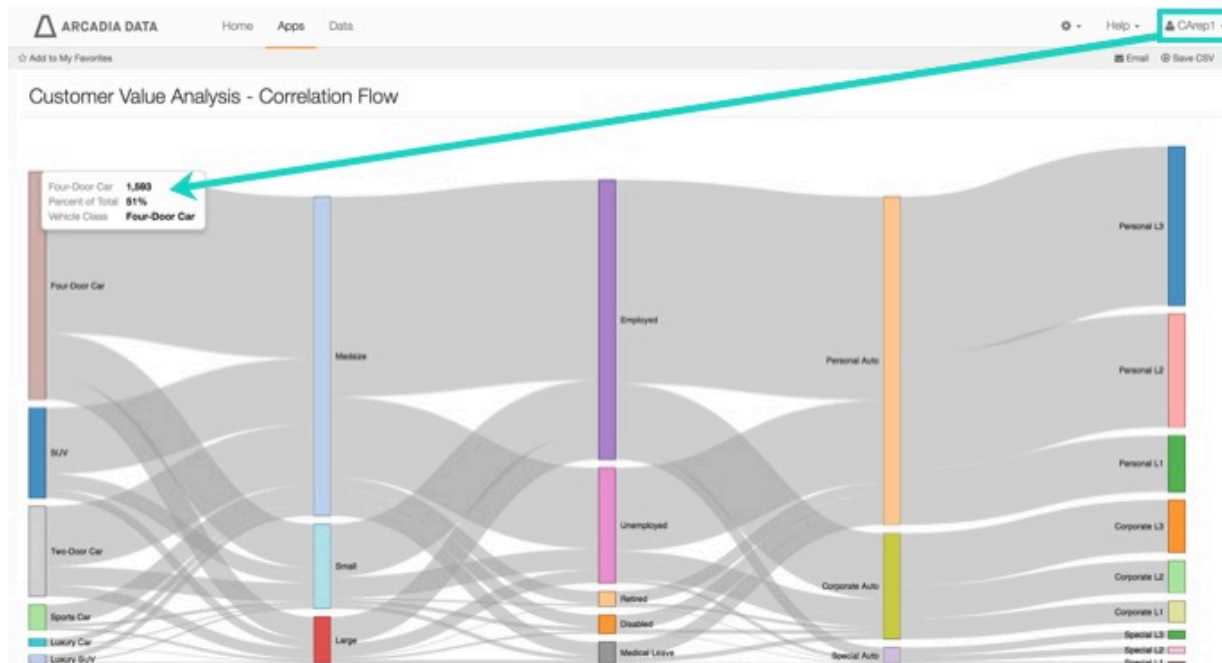 ARCADIA DATA Home Apps Data Help CArep1
Add to My Favorites Email Save CSV
Customer Value Analysis - Correlation Flow
Four-Door Car 1,593
Percent of Total 51%
Vehicle Class Four-Door Car
Personal L3
Four-Door Car
Employed
Medsize
Personal Auto
Personal L2
SUV
Personal L1
Unemployed
Corporate L3
Two-Door Car
Small
Corporate L2
Corporate Auto
Retired
Corporate L1
Sports Car
Disabled
Special L3
Luxury Car
Large
Special L2
Luxury SUV
Medical Leave
Special Auto
Special L1